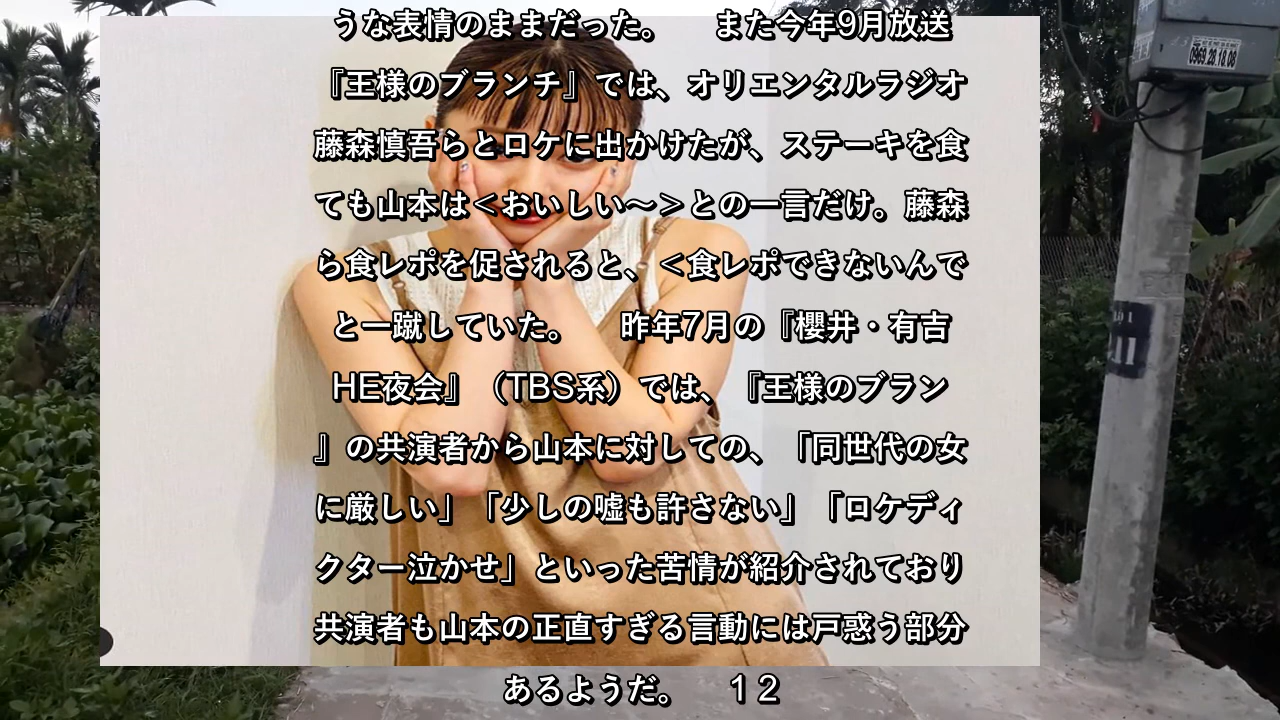 うな表情のままだった。　　また今年9月放送
『王様のブランチ』では、オリエンタルラジオ
藤森慎吾らとロケに出かけたが、ステーキを食
ても山本は＜おいしい〜＞との一言だけ。藤森
ら食レポを促されると、＜食レポできないんで
と一蹴していた。　　昨年7月の『櫻井・有吉
HE夜会』（TBS系）では、『王様のブラン
』の共演者から山本に対しての、「同世代の女
に厳しい」「少しの嘘も許さない」「ロケディ
クター泣かせ」といった苦情が紹介されており
共演者も山本の正直すぎる言動には戸惑う部分
あるようだ。　　１２
0969.28.18.08